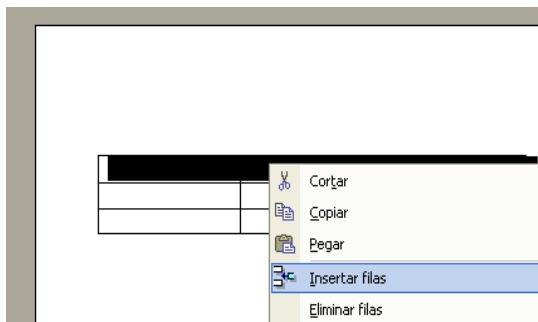 Cortar
Copiar
Pegar
Insertar filas
Eliminar filas